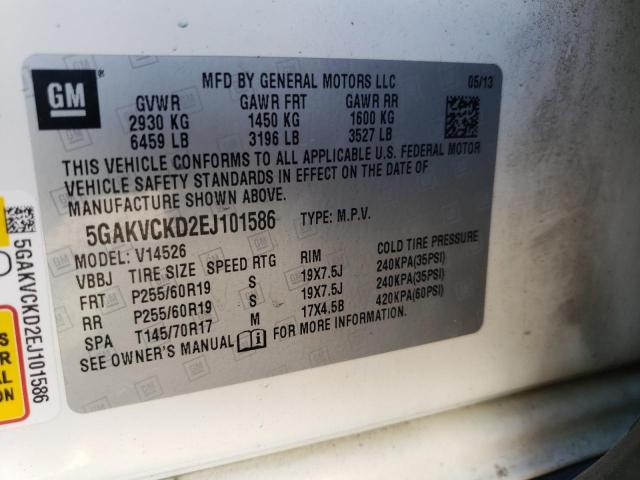 GM
MFD BY GENERAL MOTORS LLC 05/13
GVWR GAWR FRT GAWR RR
2930 KG 1450 KG 1600 KG
6459 LB 3196 LB 3527 LB
THIS VEHICLE CONFORMS TO ALL APPLICABLE U.S. FEDERAL MOTOR
VEHICLE SAFETY STANDARDS IN EFFECT ON THE DATE OF
MANUFACTURE SHOWN ABOVE.
5GAKVCKD2EJ101586 TYPE: M.P.V.
MODEL: V14526
VBBJ TIRE SIZE SPEED RTG RIM COLD TIRE PRESSURE
FRT P255/60R19 S 19X7.5J 240KPA(35PSI)
RR P255/60R19 S 19X7.5J 240KPA(35PSI)
SPA T145/70R17 M 17X4.5B 420KPA(60PSI)
SEE OWNER'S MANUAL FOR MORE INFORMATION.
5GAKVCKD2EJ101586